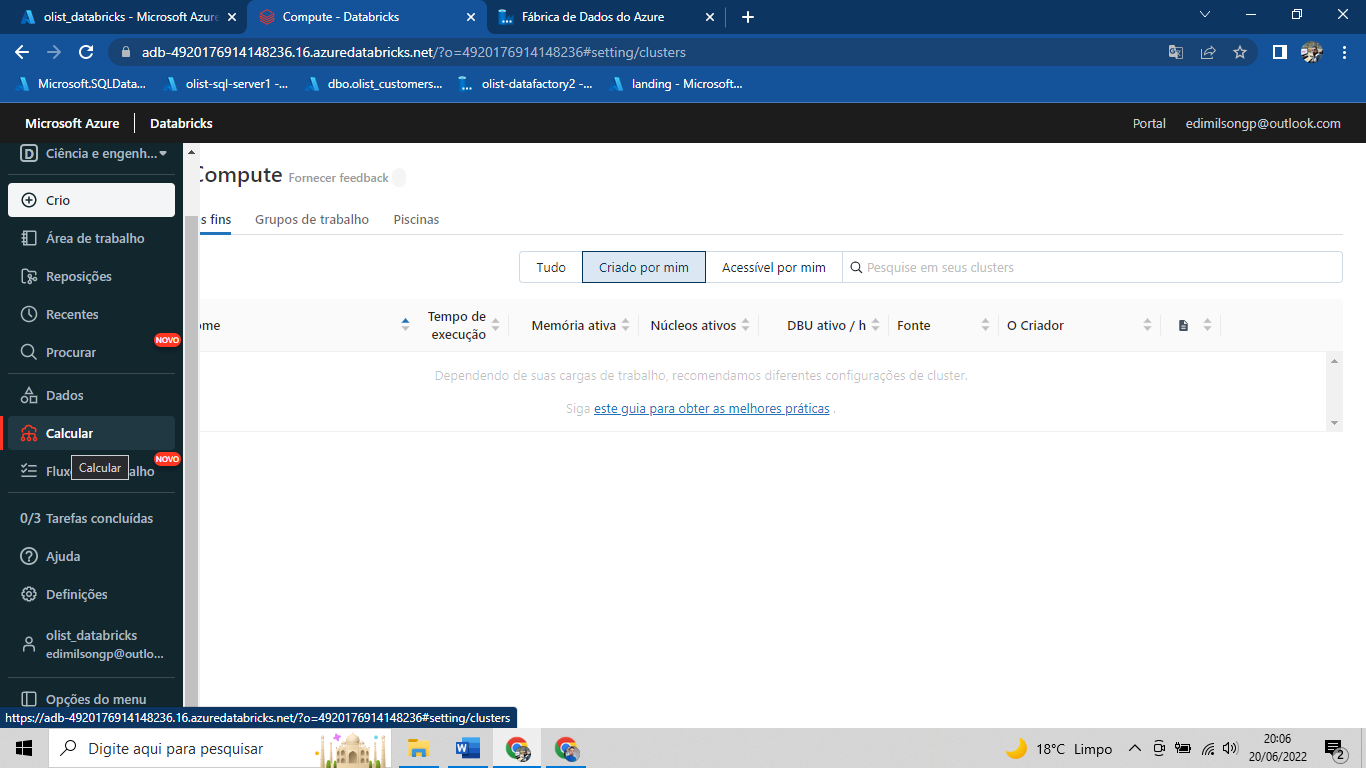 olist_databricks - Microsoft Azure
Compute - Databricks
Fábrica de Dados do Azure
adb-4920176914148236.16.azuredatabricks.net/?o=4920176914148236#setting/clusters
Microsoft.SQLData...
olist-sql-server1 -...
dbo.olist_customers...
olist-datafactory2 -...
landing - Microsoft...
Microsoft Azure
Databricks
Portal
edimilsongp@outlook.com
D
Ciência e engenh...
Crio
Área de trabalho
Reposições
Recentes
NOVO
Procurar
Dados
Calcular
NOVO
Calcular
0/3 Tarefas concluídas
Ajuda
Definições
olist_databricks
edimilsongp@outlo...
Opções do menu
https://adb-4920176914148236.16.azuredatabricks.net/?o=4920176914148236#setting/clusters
Compute
Fornecer feedback
s fins
Grupos de trabalho
Piscinas
Tudo
Criado por mim
Acessível por mim
Pesquise em seus clusters
ome
Tempo de
execução
Memória ativa
Núcleos ativos
DBU ativo / h
Fonte
O Criador
Dependendo de suas cargas de trabalho, recomendamos diferentes configurações de cluster.
Siga este guia para obter as melhores práticas .
Digite aqui para pesquisar
18°C Limpo
20:06
20/06/2022
2